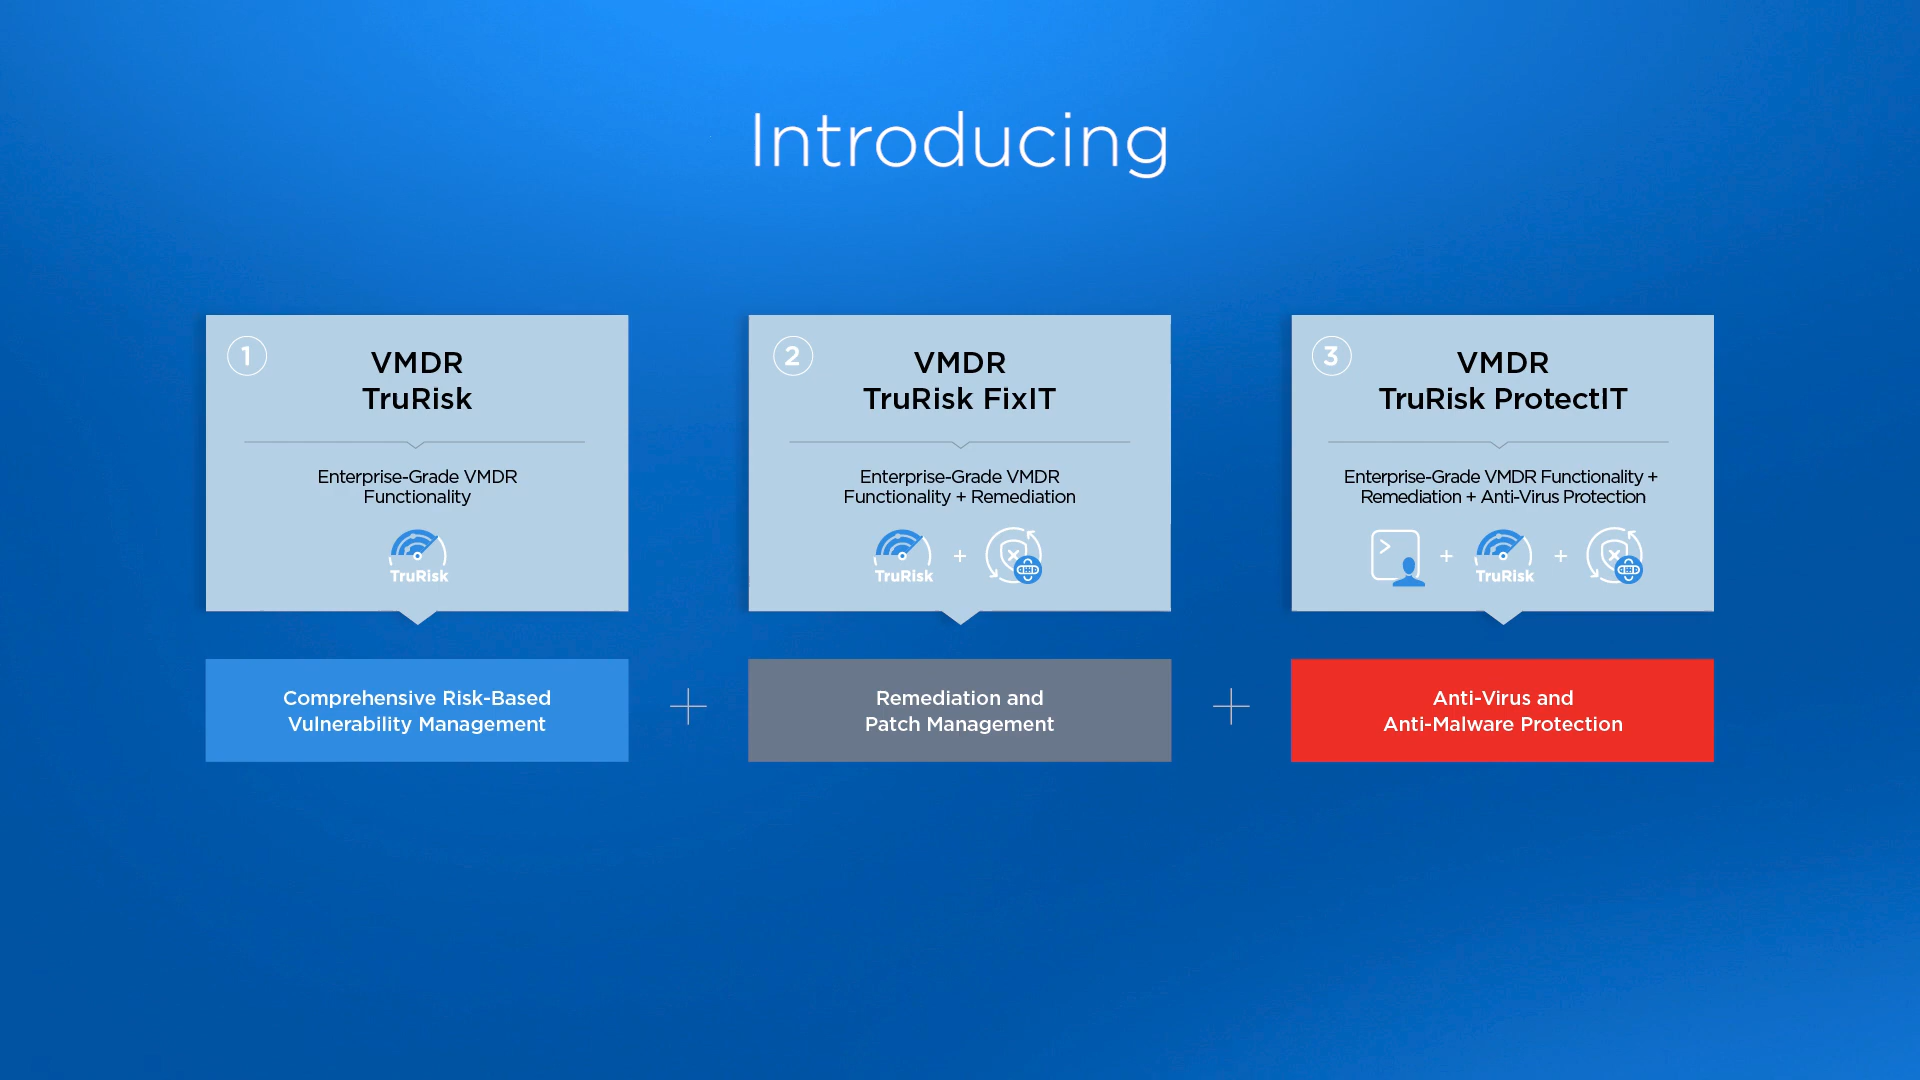 Introducing
1
VMDR
TruRisk
Enterprise-Grade VMDR
Functionality
TruRisk
Comprehensive Risk-Based
Vulnerability Management
+
2
VMDR
TruRisk FixIT
Enterprise-Grade VMDR
Functionality + Remediation
TruRisk
+
Remediation and
Patch Management
+
3
VMDR
TruRisk ProtectIT
Enterprise-Grade VMDR Functionality +
Remediation + Anti-Virus Protection
+ TruRisk +
Anti-Virus and
Anti-Malware Protection